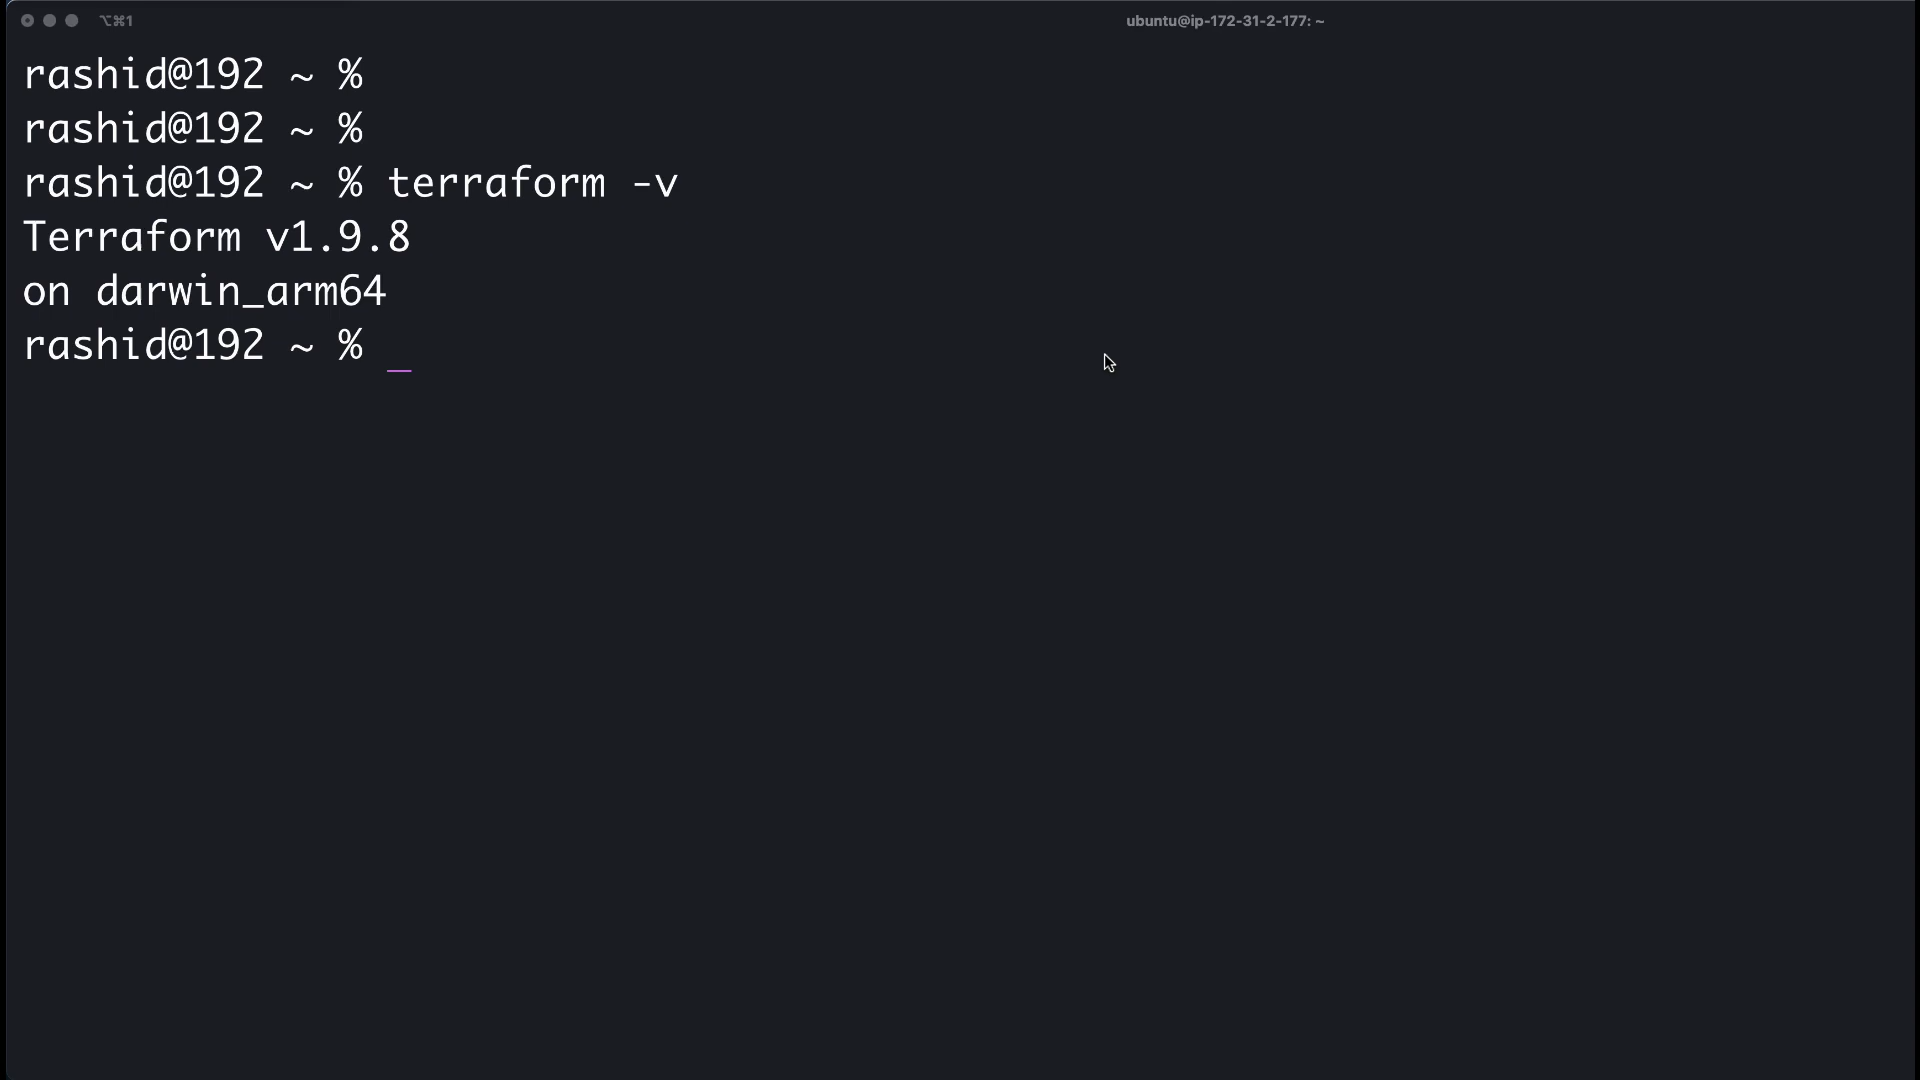 ⌥⌘1
ubuntu@ip-172-31-2-177: ~
rashid@192 ~ %
rashid@192 ~ %
rashid@192 ~ % terraform -v
Terraform v1.9.8
on darwin_arm64
rashid@192 ~ % _